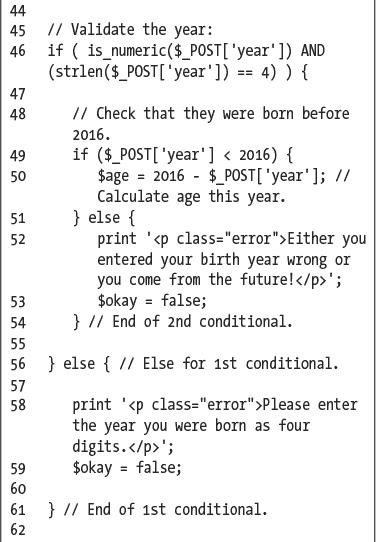 44
45 // Validate the year:
46 if ( is_numeric($_POST['year']) AND
(strlen($_POST['year']) == 4) ) {
47
48 // Check that they were born before
2016.
49 if ($_POST['year'] < 2016) {
50 $age = 2016 - $_POST['year']; //
Calculate age this year.
51 } else {
52 print '<p class="error">Either you
entered your birth year wrong or
you come from the future!</p>';
53 $okay = false;
54 } // End of 2nd conditional.
55
56 } else { // Else for 1st conditional.
57
58 print '<p class="error">Please enter
the year you were born as four
digits.</p>';
59 $okay = false;
60
61 } // End of 1st conditional.
62